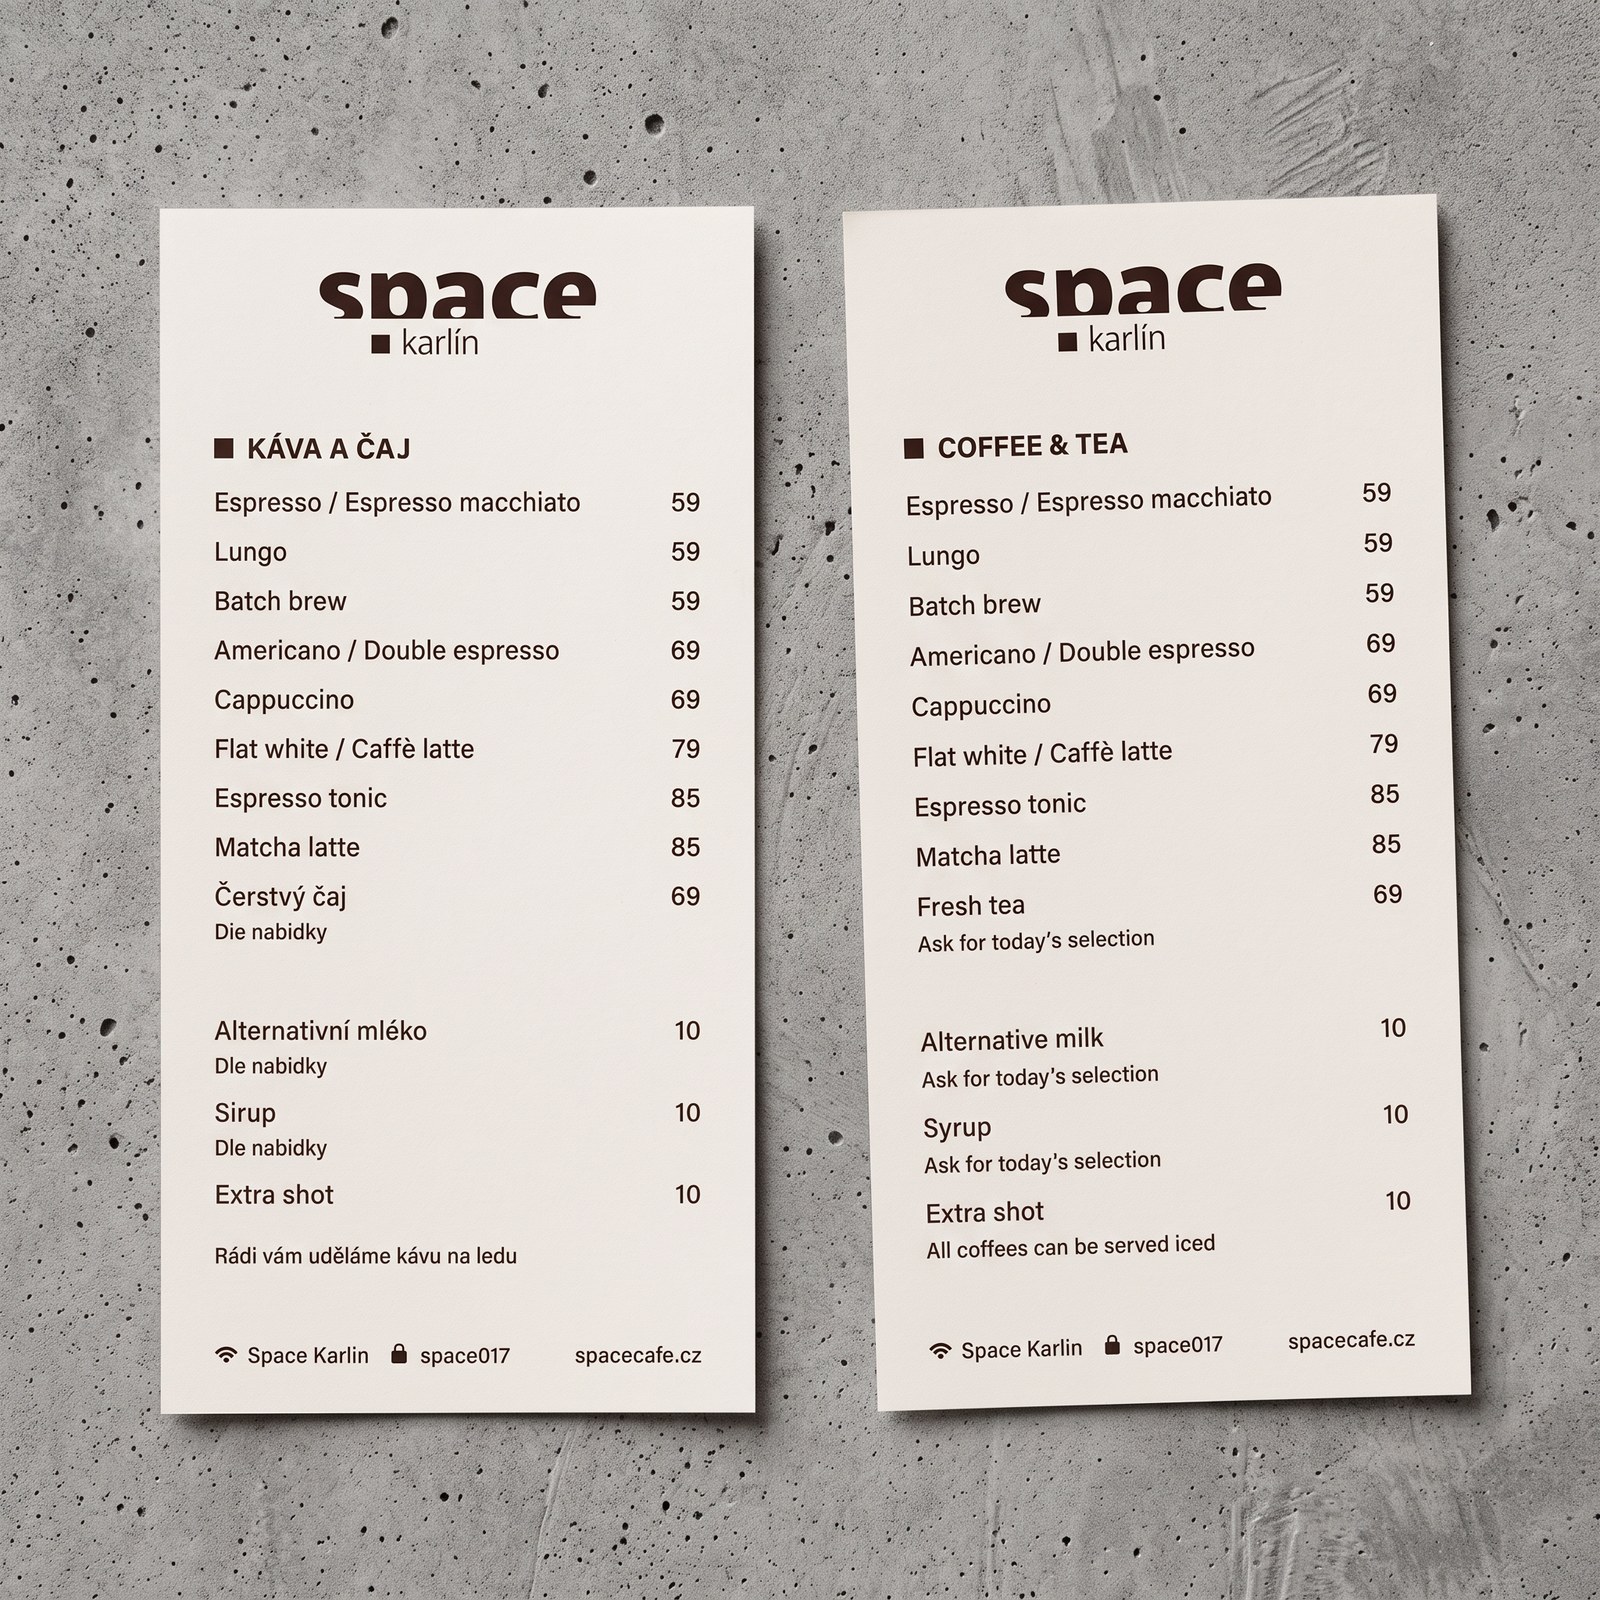 space
karlín
KÁVA A ČAJ
Espresso / Espresso macchiato 59
Lungo 59
Batch brew 59
Americano / Double espresso 69
Cappuccino 69
Flat white / Caffè latte 79
Espresso tonic 85
Matcha latte 85
Čerstvý čaj 69
Die nabidky
Alternativní mléko 10
Dle nabidky
Sirup 10
Dle nabidky
Extra shot 10
Rádi vám uděláme kávu na ledu
Space Karlin space017 spacecafe.cz
space
karlín
COFFEE & TEA
Espresso / Espresso macchiato 59
Lungo 59
Batch brew 59
Americano / Double espresso 69
Cappuccino 69
Flat white / Caffè latte 79
Espresso tonic 85
Matcha latte 85
Fresh tea 69
Ask for today’s selection
Alternative milk 10
Ask for today’s selection
Syrup 10
Ask for today’s selection
Extra shot 10
All coffees can be served iced
Space Karlin space017 spacecafe.cz